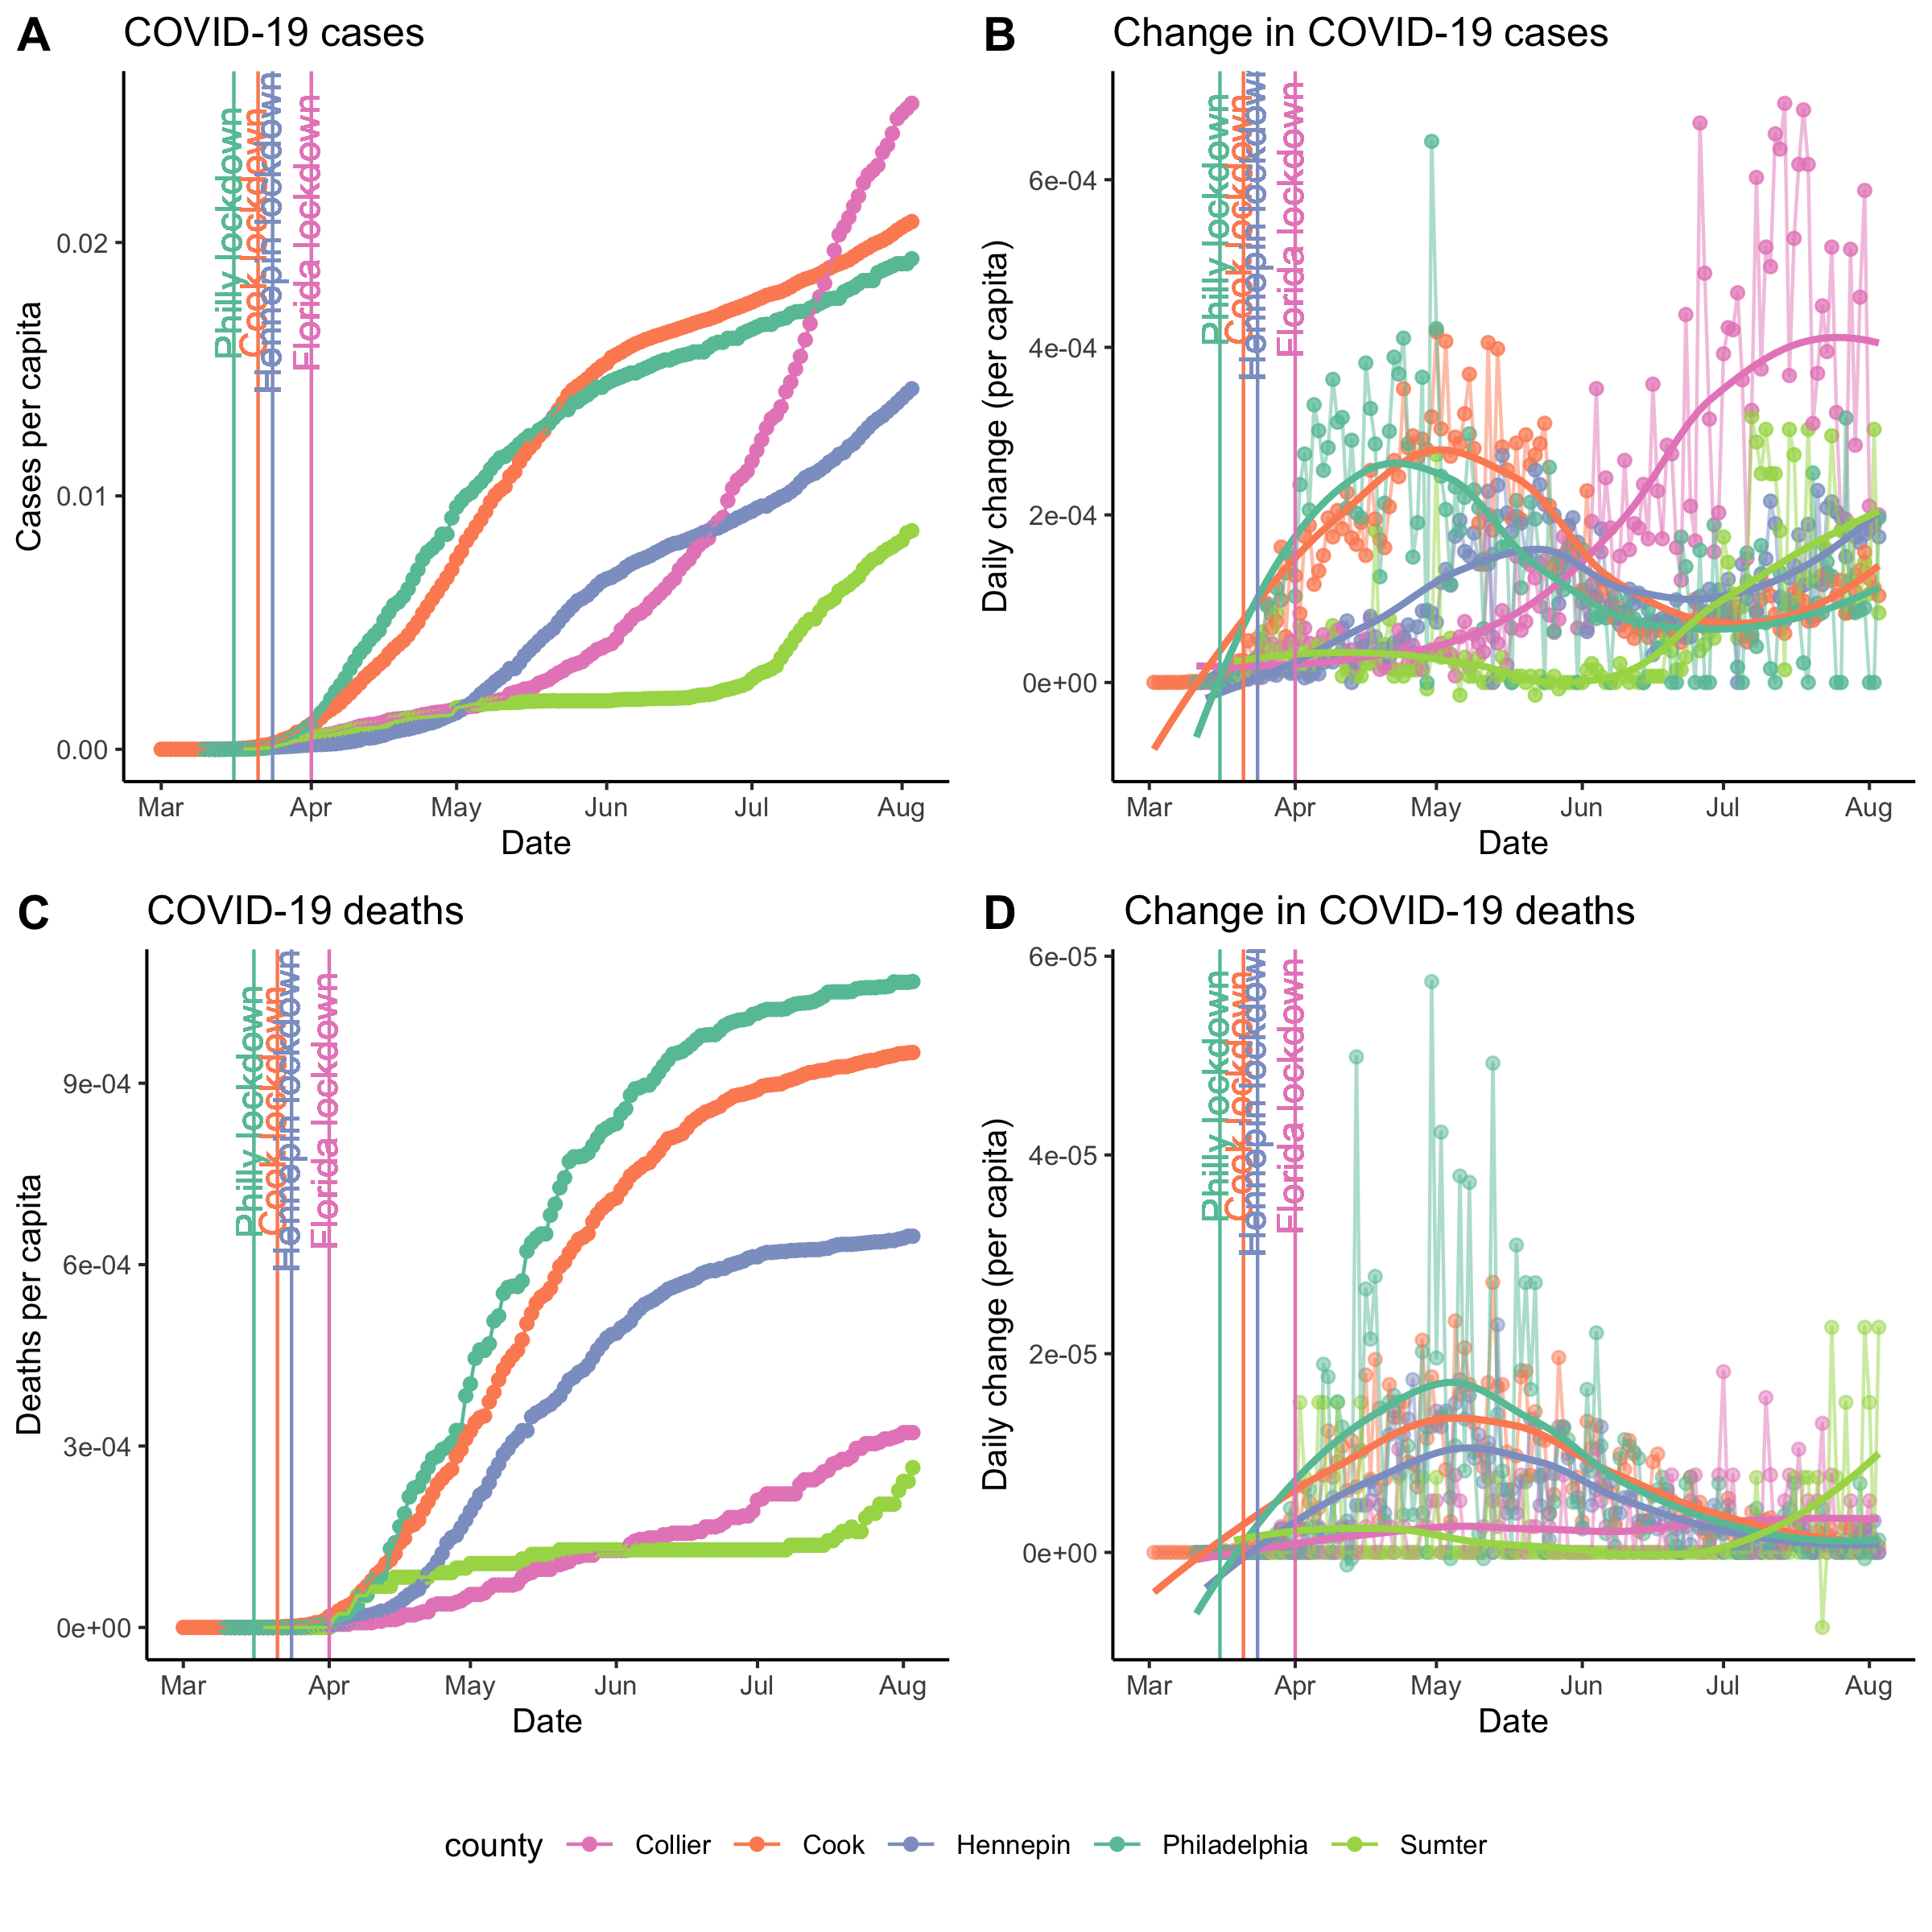 A COVID-19 cases
Cases per capita
0.02
0.01
0.00
Philly lockdown
Cook lockdown
Hennepin lockdown
Florida lockdown
Mar Apr May Jun Jul Aug
Date
B Change in COVID-19 cases
Daily change (per capita)
6e-04
4e-04
2e-04
0e+00
Philly lockdown
Cook lockdown
Hennepin lockdown
Florida lockdown
Mar Apr May Jun Jul Aug
Date
C COVID-19 deaths
Deaths per capita
9e-04
6e-04
3e-04
0e+00
Philly lockdown
Cook lockdown
Hennepin lockdown
Florida lockdown
Mar Apr May Jun Jul Aug
Date
D Change in COVID-19 deaths
Daily change (per capita)
6e-05
4e-05
2e-05
0e+00
Philly lockdown
Cook lockdown
Hennepin lockdown
Florida lockdown
Mar Apr May Jun Jul Aug
Date
county Collier Cook Hennepin Philadelphia Sumter